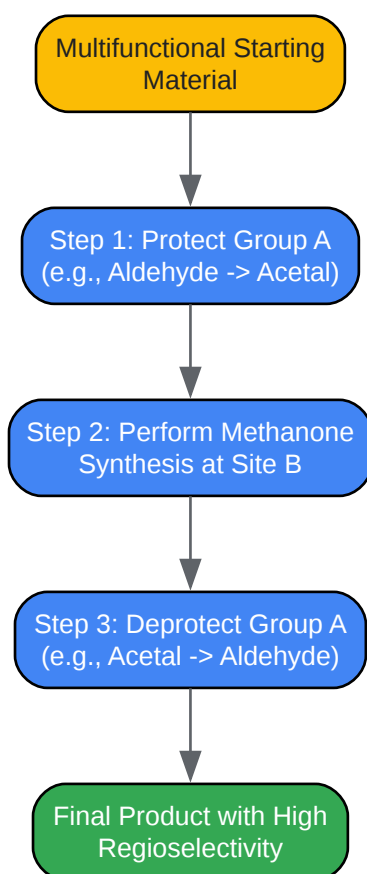 Multifunctional Starting
Material
Step 1: Protect Group A
(e.g., Aldehyde -> Acetal)
Step 2: Perform Methanone
Synthesis at Site B
Step 3: Deprotect Group A
(e.g., Acetal -> Aldehyde)
Final Product with High
Regioselectivity